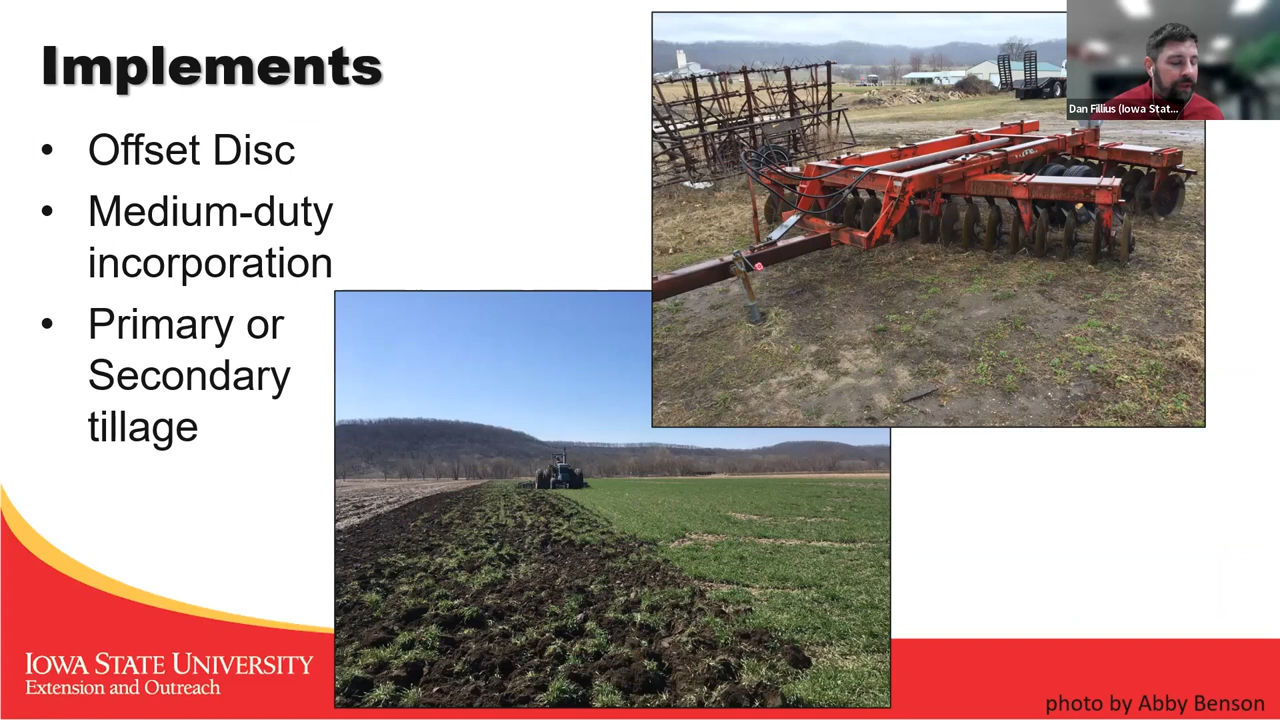 Implements
• Offset Disc
• Medium-duty
incorporation
• Primary or
Secondary
tillage
Dan Fillius (Iowa Stat...
IOWA STATE UNIVERSITY
Extension and Outreach
photo by Abby Benson